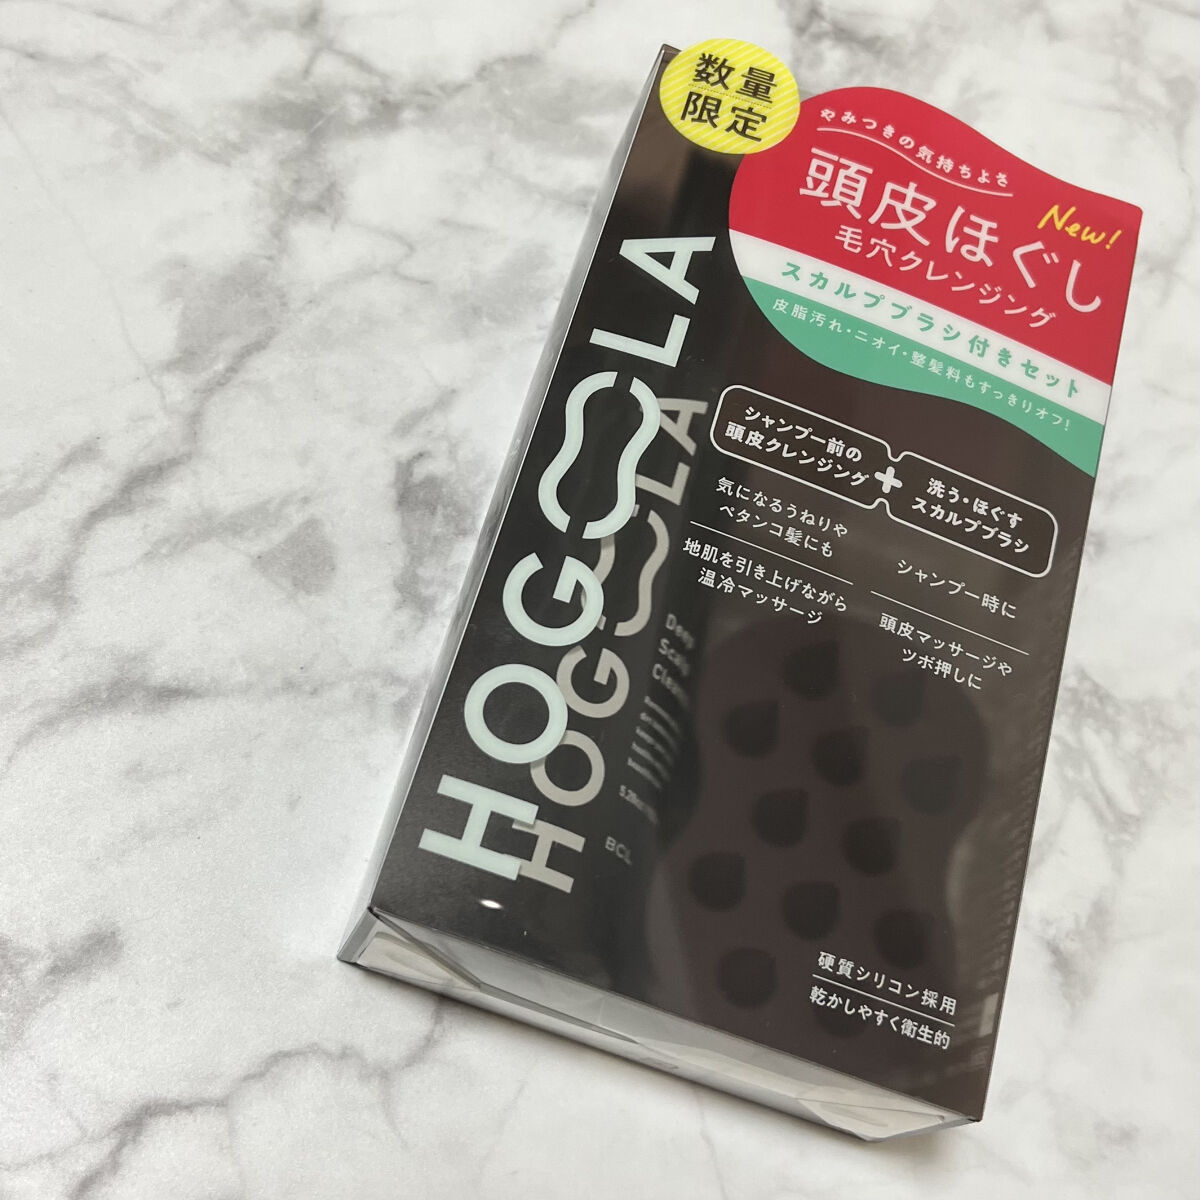 数量
限定
やみつきの気持ちよさ
頭皮ほぐし
New!
毛穴クレンジング
スカルプブラシ付きセット
皮脂汚れ・ニオイ・整髪料もすっきりオフ!
シャンプー前の
頭皮クレンジング
+
洗う・ほぐす
スカルプブラシ
気になるうねりや
ペタンコ髪にも
地肌を引き上げながら
温冷マッサージ
シャンプー時に
頭皮マッサージや
ツボ押しに
HOGOOLA
HOGOOLA
Deep
Scalp
BCL
硬質シリコン採用
乾かしやすく衛生的